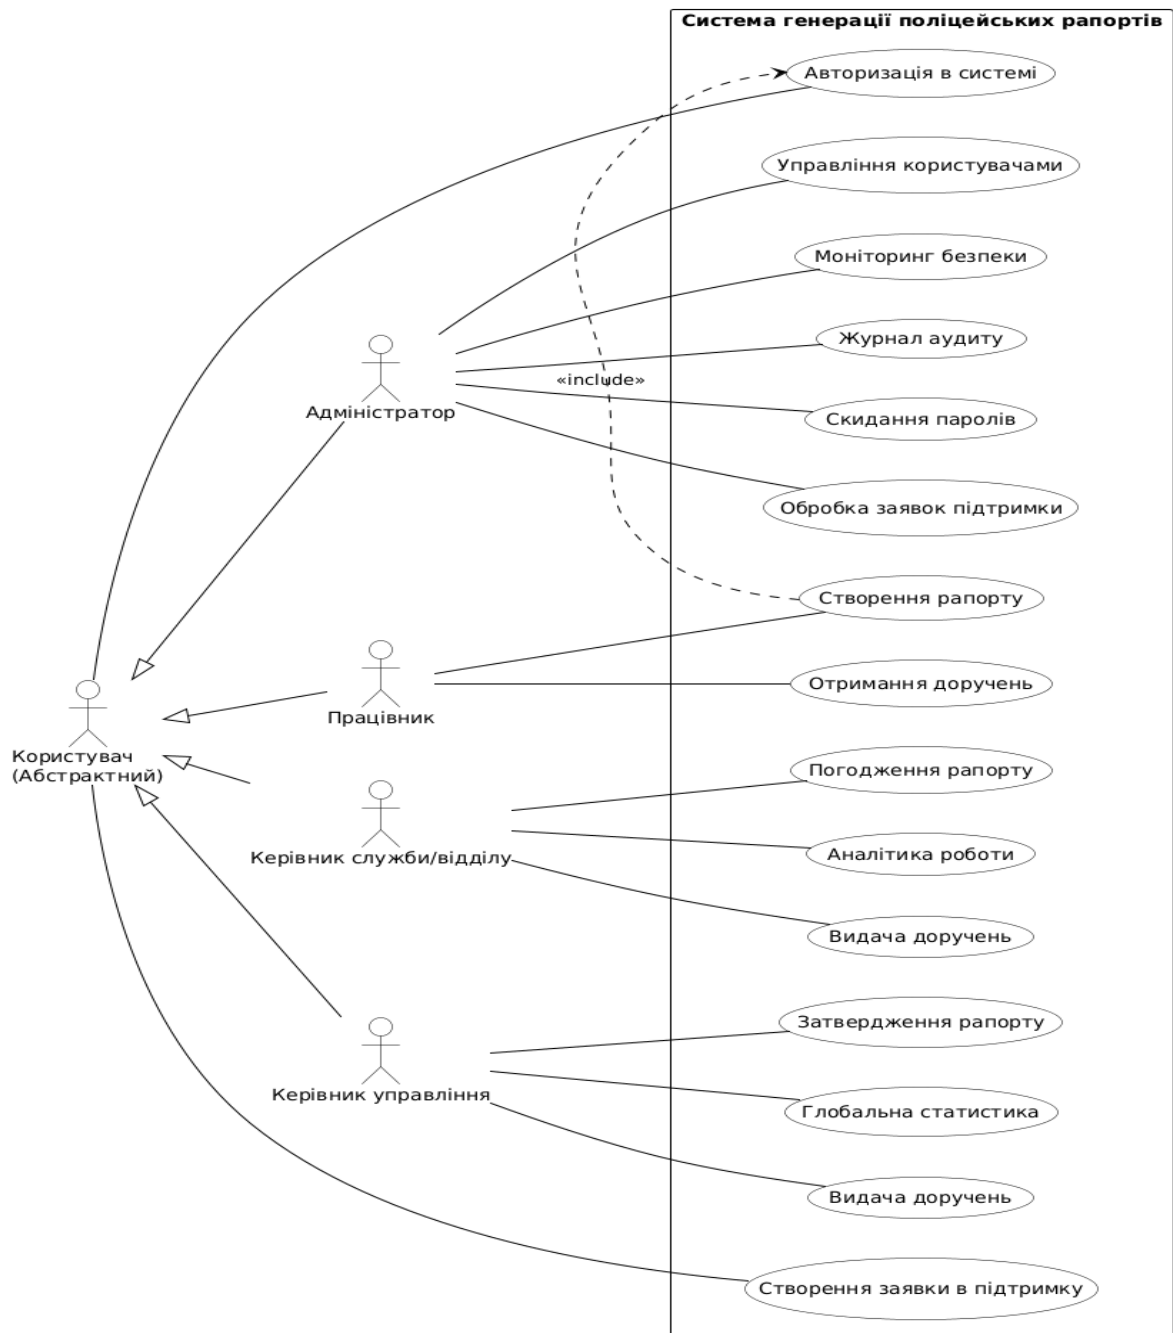 Система генерації поліцейських рапортів
Авторизація в системі
Управління користувачами
Моніторинг безпеки
Журнал аудиту
«include»
Адміністратор
Скидання паролів
Обробка заявок підтримки
Створення рапорту
Отримання доручень
Працівник
Користувач
(Абстрактний)
Погодження рапорту
Керівник служби/відділу
Аналітика роботи
Видача доручень
Затвердження рапорту
Керівник управління
Глобальна статистика
Видача доручень
Створення заявки в підтримку